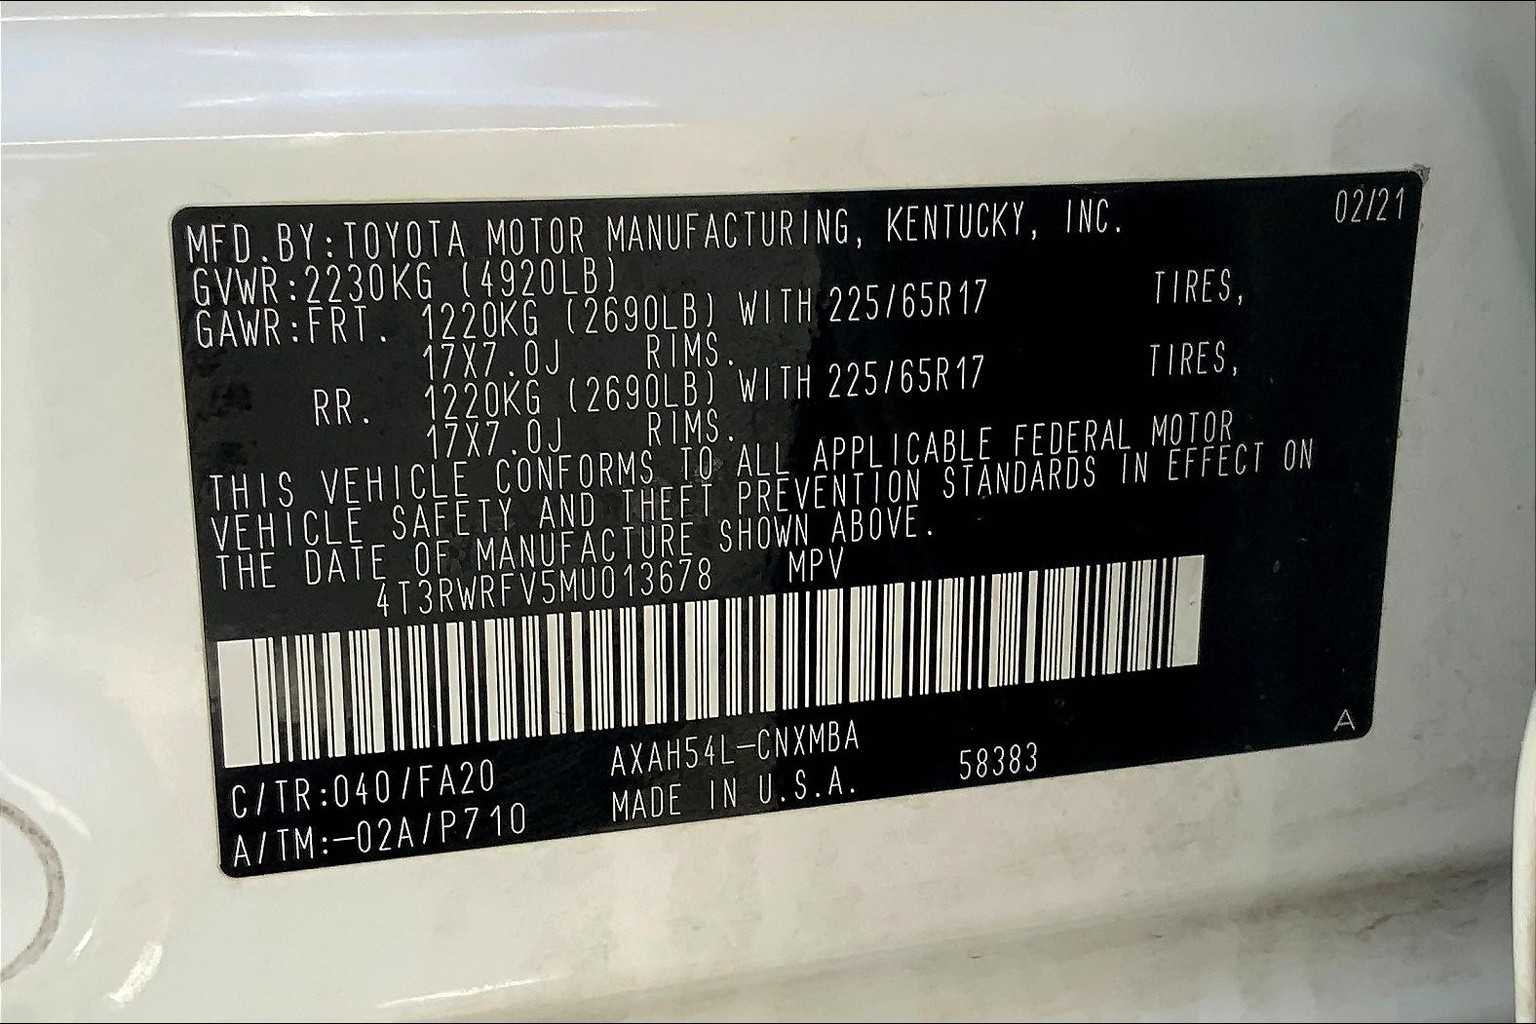 MFD.BY:TOYOTA MOTOR MANUFACTURING, KENTUCKY, INC. 02/21
GVWR:2230KG (4920LB)
GAWR:FRT. 1220KG (2690LB) WITH 225/65R17 TIRES,
17X7.0J RIMS.
RR. 1220KG (2690LB) WITH 225/65R17 TIRES,
17X7.0J RIMS.
THIS VEHICLE CONFORMS TO ALL APPLICABLE FEDERAL MOTOR
VEHICLE SAFETY AND THEFT PREVENTION STANDARDS IN EFFECT ON
THE DATE OF MANUFACTURE SHOWN ABOVE.
4T3RWRFV5MU013678 MPV
C/TR:040/FA20 AXAH54L-CNXMBA
A/TM:-02A/P710 MADE IN U.S.A. 58383
A